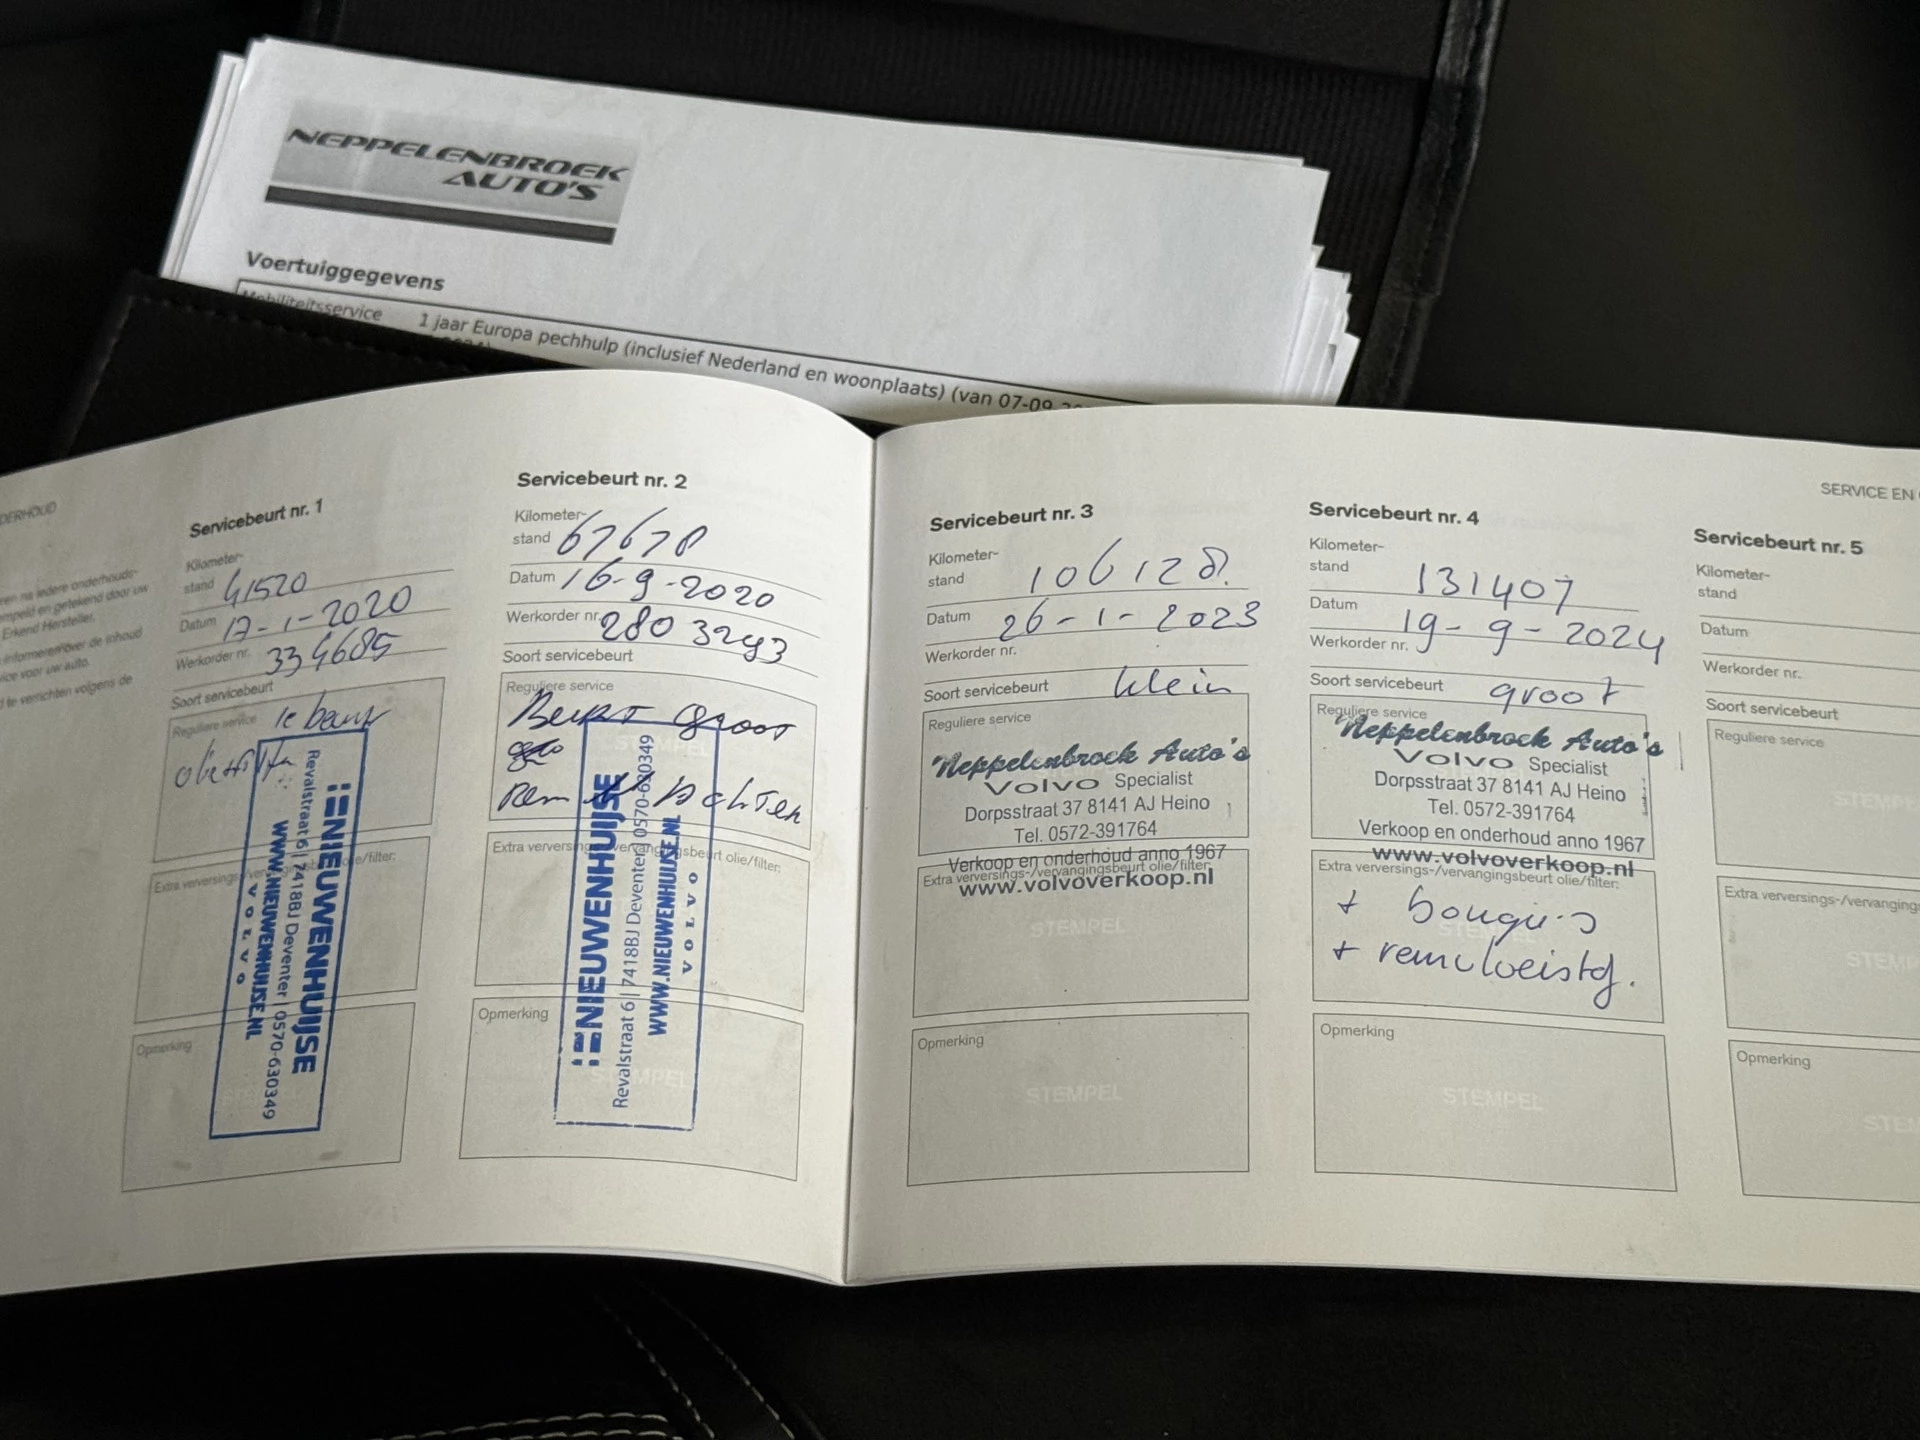 NEPPELENBROEK
AUTO'S
Voertuiggegevens
Mobiliteitsservice 1 jaar Europa pechhulp (inclusief Nederland en woonplaats) (van 07-09-
Servicebeurt nr. 1
Kilometer-
stand 41520
Datum 17-1-2020
Werkorder nr. 334685
Soort servicebeurt
Reguliere service 1e beurt
NIEUWENHUIJSE
Revalstraat 6 | 7418BJ Deventer | 0570-630349
WWW.NIEUWENHUIJSE.NL
VOLVO
Extra verversings-/vervangingsbeurt olie/filter:
Opmerking
Servicebeurt nr. 2
Kilometer-
stand 67678
Datum 16-9-2020
Werkorder nr. 2803293
Soort servicebeurt
Reguliere service
Beurt Groot
Rem Achter
NIEUWENHUIJSE
Revalstraat 6 | 7418BJ Deventer | 0570-630349
WWW.NIEUWENHUIJSE.NL
VOLVO
Extra verversings-/vervangingsbeurt olie/filter:
Opmerking
STEMPEL
SERVICE EN
Servicebeurt nr. 3
Kilometer-
stand 106128
Datum 26-1-2023
Werkorder nr.
Soort servicebeurt klein
Reguliere service
Neppelenbroek Auto's
VOLVO Specialist
Dorpsstraat 37 8141 AJ Heino
Tel. 0572-391764
Verkoop en onderhoud anno 1967
Extra verversings-/vervangingsbeurt olie/filter:
www.volvoverkoop.nl
STEMPEL
Opmerking
STEMPEL
Servicebeurt nr. 4
Kilometer-
stand 131407
Datum 19-9-2024
Werkorder nr.
Soort servicebeurt groot
Reguliere service
Neppelenbroek Auto's
VOLVO Specialist
Dorpsstraat 37 8141 AJ Heino
Tel. 0572-391764
Verkoop en onderhoud anno 1967
www.volvoverkoop.nl
Extra verversings-/vervangingsbeurt olie/filter:
+ bougies
+ remvloeistof.
Opmerking
STEMPEL
Servicebeurt nr. 5
Kilometer-
stand
Datum
Werkorder nr.
Soort servicebeurt
Reguliere service
Extra verversings-/vervangings
Opmerking